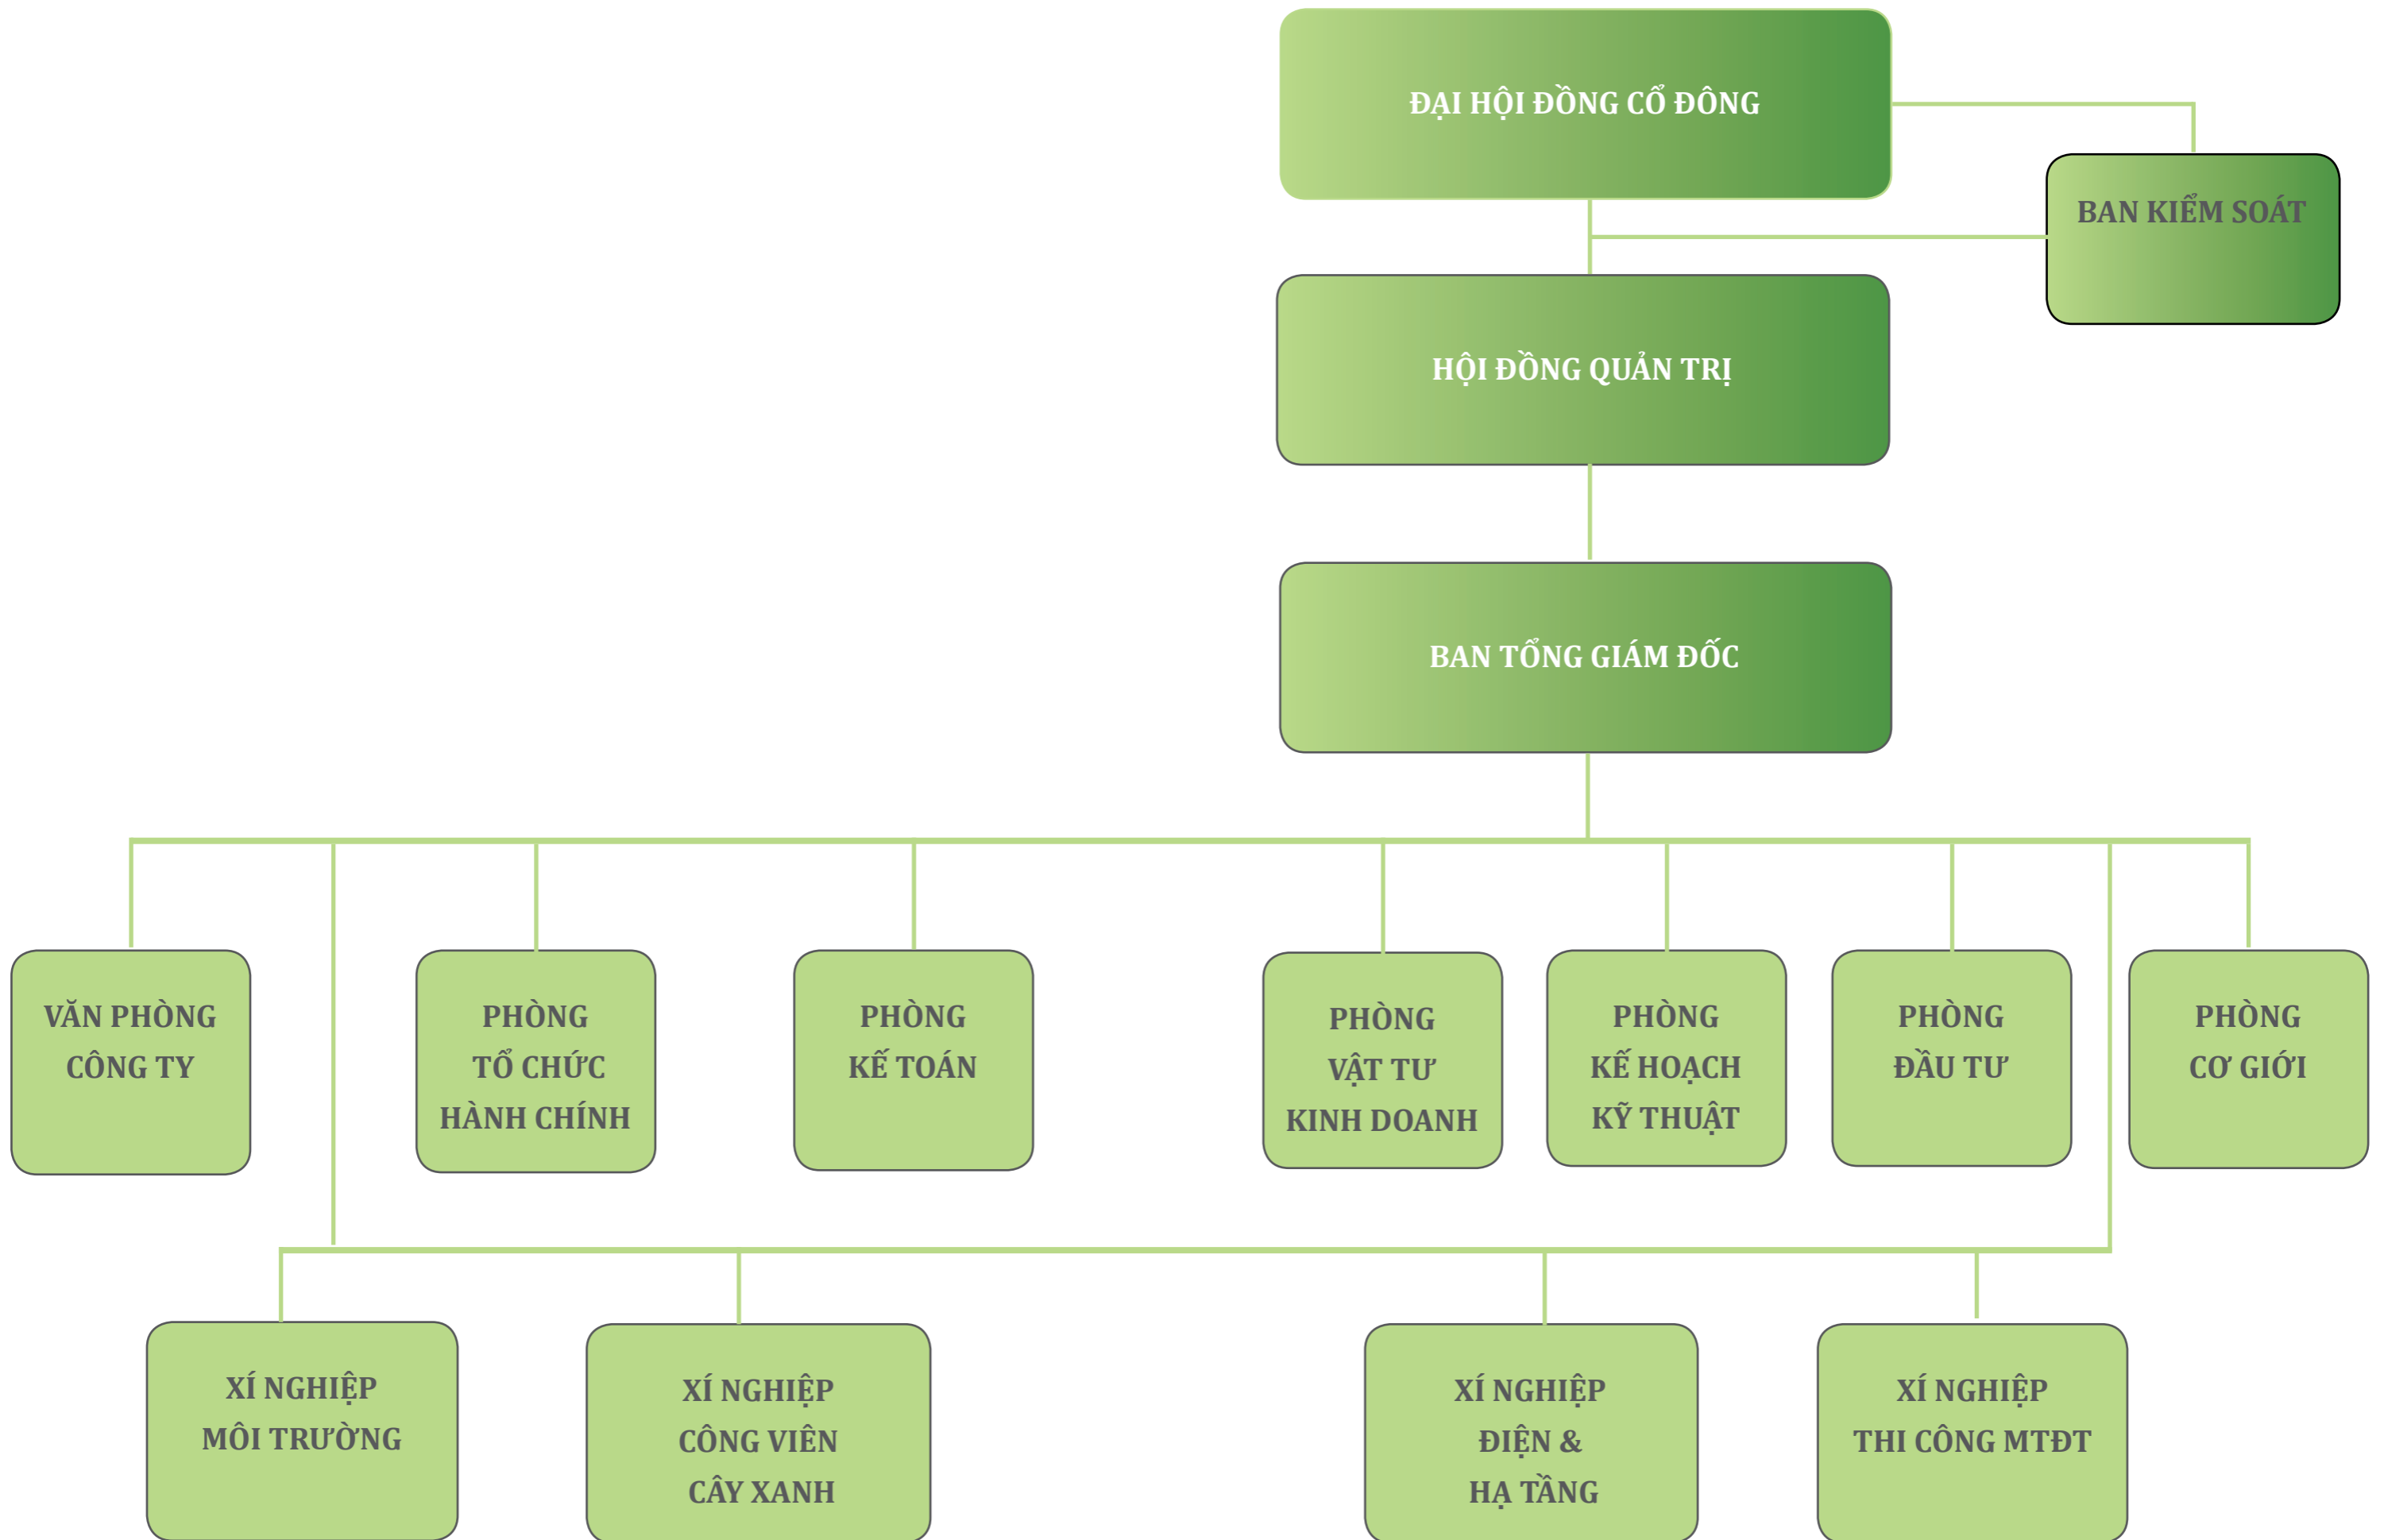 ĐẠI HỘI ĐỒNG CỔ ĐÔNG
BAN KIỂM SOÁT
HỘI ĐỒNG QUẢN TRỊ
BAN TỔNG GIÁM ĐỐC
VĂN PHÒNG
CÔNG TY
PHÒNG
TỔ CHỨC
HÀNH CHÍNH
PHÒNG
KẾ TOÁN
PHÒNG
VẬT TƯ
KINH DOANH
PHÒNG
KẾ HOẠCH
KỸ THUẬT
PHÒNG
ĐẦU TƯ
PHÒNG
CƠ GIỚI
XÍ NGHIỆP
MÔI TRƯỜNG
XÍ NGHIỆP
CÔNG VIÊN
CÂY XANH
XÍ NGHIỆP
ĐIỆN &
HẠ TẦNG
XÍ NGHIỆP
THI CÔNG MTĐT